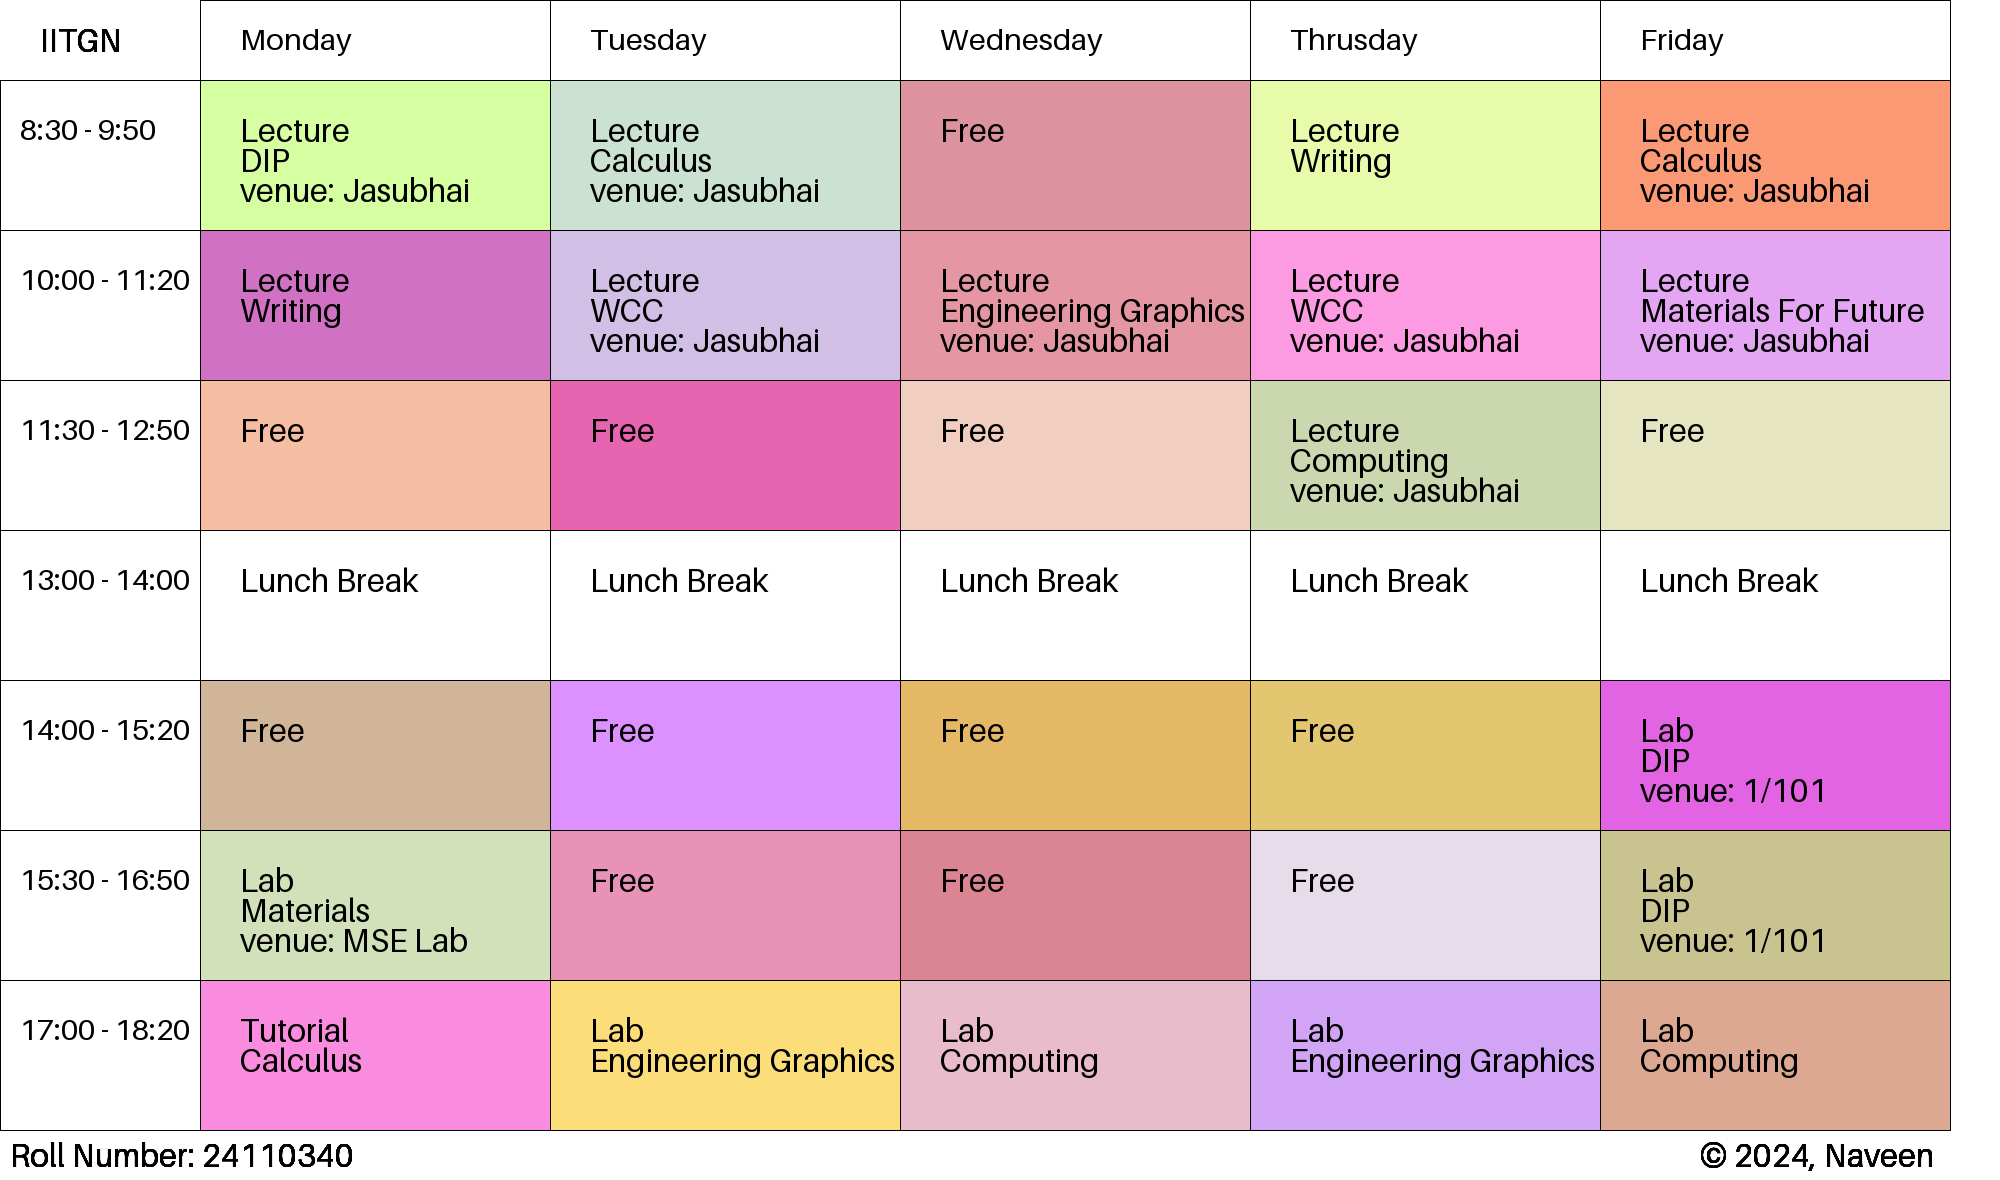 IITGN Monday Tuesday Wednesday Thrusday Friday
8:30 - 9:50
Lecture
DIP
venue: Jasubhai
Lecture
Calculus
venue: Jasubhai
Free
Lecture
Writing
Lecture
Calculus
venue: Jasubhai
10:00 - 11:20
Lecture
Writing
Lecture
WCC
venue: Jasubhai
Lecture
Engineering Graphics
venue: Jasubhai
Lecture
WCC
venue: Jasubhai
Lecture
Materials For Future
venue: Jasubhai
11:30 - 12:50
Free
Free
Free
Lecture
Computing
venue: Jasubhai
Free
13:00 - 14:00
Lunch Break
Lunch Break
Lunch Break
Lunch Break
Lunch Break
14:00 - 15:20
Free
Free
Free
Free
Lab
DIP
venue: 1/101
15:30 - 16:50
Lab
Materials
venue: MSE Lab
Free
Free
Free
Lab
DIP
venue: 1/101
17:00 - 18:20
Tutorial
Calculus
Lab
Engineering Graphics
Lab
Computing
Lab
Engineering Graphics
Lab
Computing
Roll Number: 24110340
© 2024, Naveen